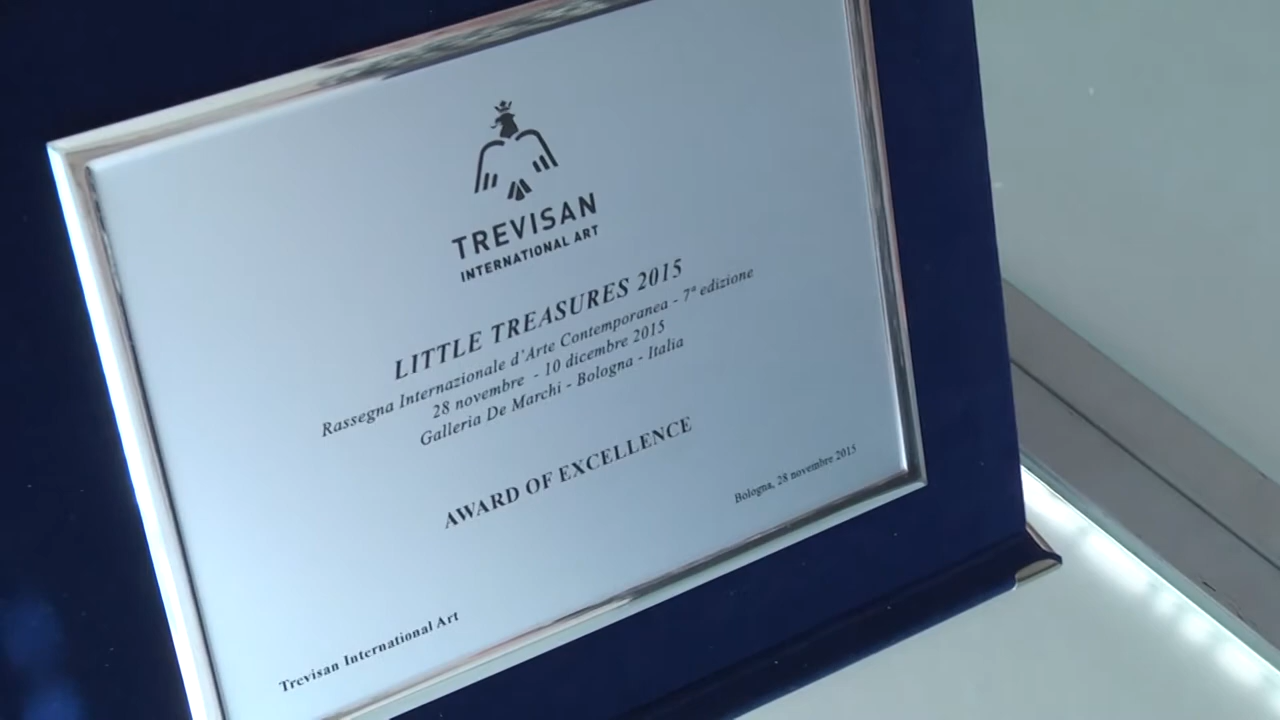 TREVISAN
INTERNATIONAL ART
LITTLE TREASURES 2015
Rassegna Internazionale d'Arte Contemporanea - 7ª edizione
28 novembre - 10 dicembre 2015
Galleria De Marchi - Bologna - Italia
AWARD OF EXCELLENCE
Bologna, 28 novembre 2015
Trevisan International Art